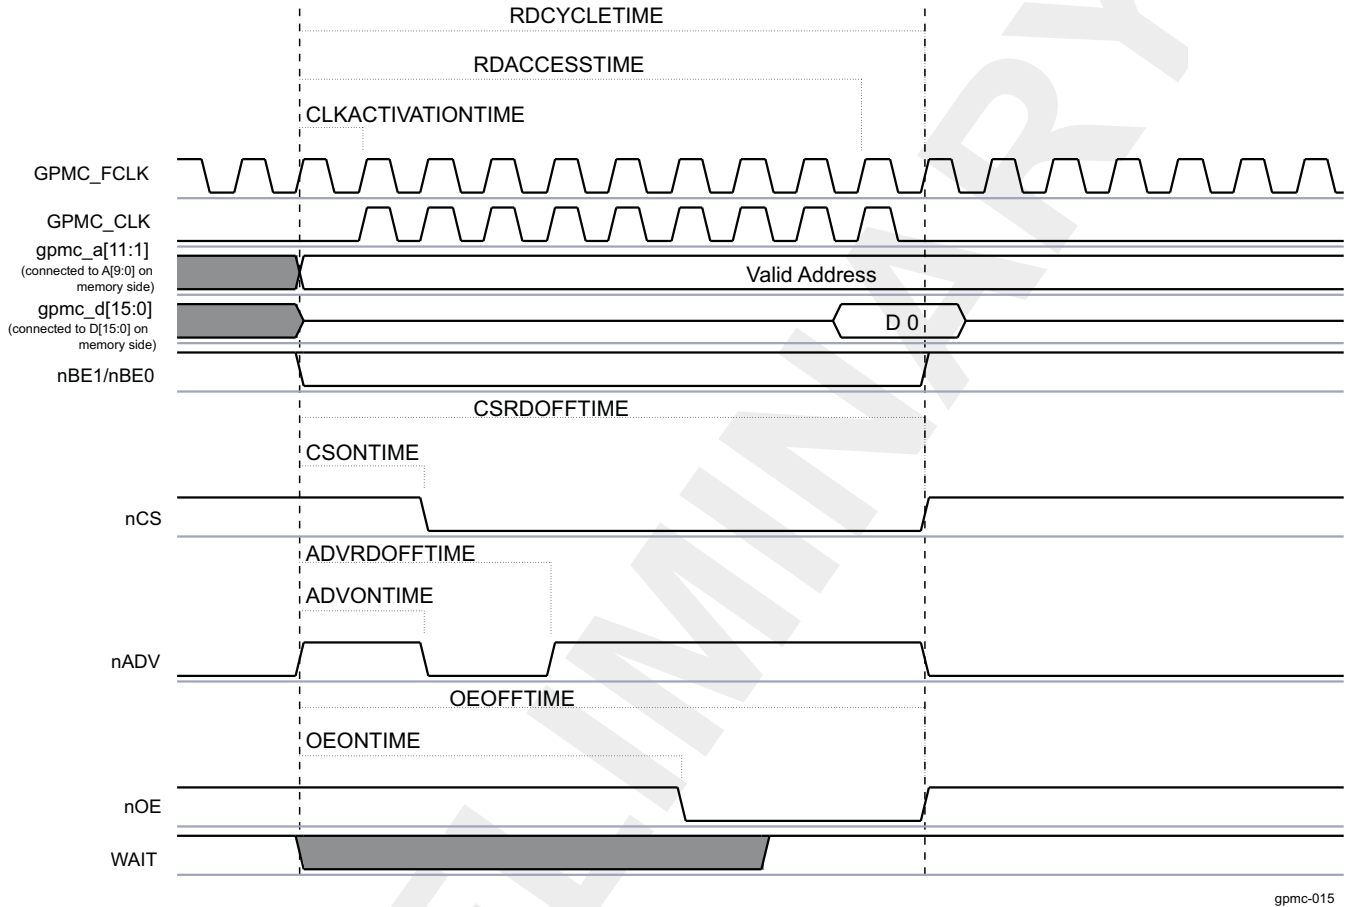 RDCYCLETIME
RDACCESSTIME
CLKACTIVATIONTIME
GPMC_FCLK
GPMC_CLK
gpmc_a[11:1]
(connected to A[9:0] on
memory side)
Valid Address
gpmc_d[15:0]
(connected to D[15:0] on
memory side)
D 0
nBE1/nBE0
CSRDOFFTIME
CSONTIME
nCS
ADVRDOFFTIME
ADVONTIME
nADV
OEOFFTIME
OEONTIME
nOE
WAIT
gpmc-015
LIMINARY